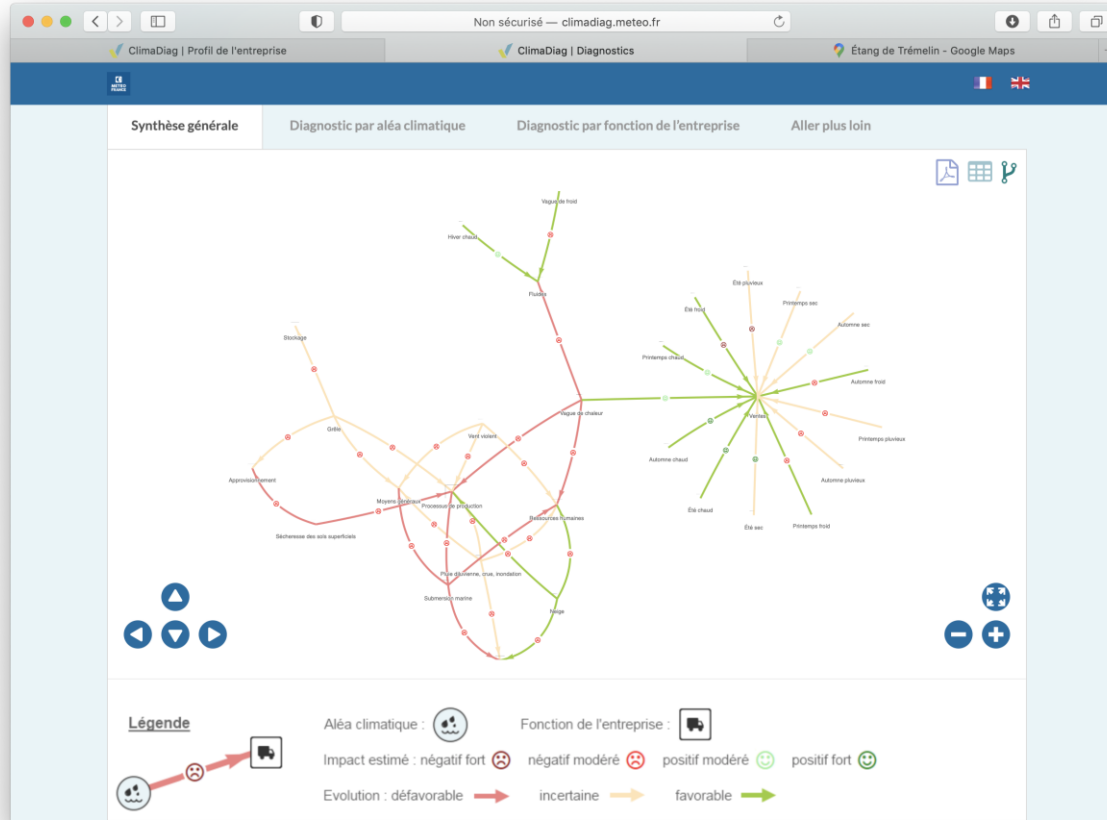 Non sécurisé — climadiag.meteo.fr
ClimaDiag | Profil de l'entreprise
ClimaDiag | Diagnostics
Étang de Trémelin - Google Maps
METEO
FRANCE
Synthèse générale
Diagnostic par aléa climatique
Diagnostic par fonction de l'entreprise
Aller plus loin
Vague de froid
Hiver chaud
Fluides
Été pluvieux
Printemps sec
Été froid
Automne sec
Stockage
Printemps chaud
Automne froid
Vague de chaleur
Ventes
Grêle
Vent violent
Printemps pluvieux
Automne chaud
Approvisionnement
Automne pluvieux
Moyens généraux
Processus de production
Été chaud
Ressources humaines
Été sec
Printemps froid
Sécheresse des sols superficiels
Pluie diluvienne, crue, inondation
Submersion marine
Neige
Légende
Aléa climatique :
Fonction de l'entreprise :
Impact estimé : négatif fort
négatif modéré
positif modéré
positif fort
Evolution : défavorable
incertaine
favorable